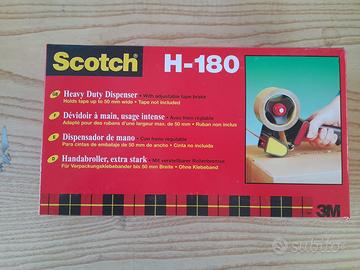 Scotch® H-180
Heavy Duty Dispenser • With adjustable tape brake
Holds tape up to 50 mm wide • Tape not included
Dévidoir à main, usage intense • Avec frein réglable
Adapté pour des rubans d'une largeur max. de 50 mm • Ruban non inclus
Dispensador de mano • Con freno regulable
Para cintas de embalaje de 50 mm de ancho • Cinta no incluida
Handabroller, extra stark • Mit verstellbarer Rollenbremse
Für Verpackungsklebebänder bis 50 mm Breite • Ohne Klebeband
3M
subito